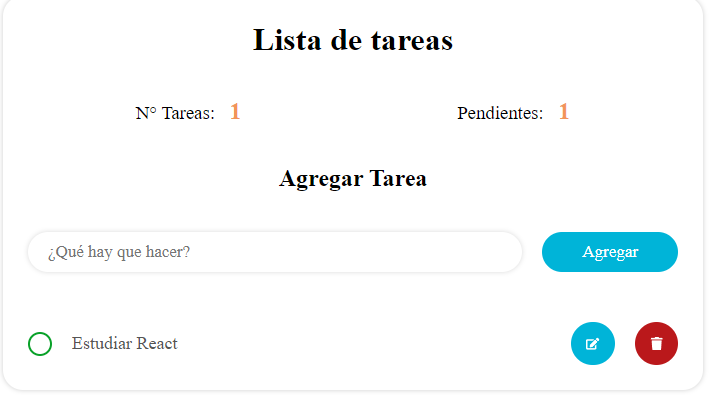 Lista de tareas
N° Tareas: 1
Pendientes: 1
Agregar Tarea
¿Qué hay que hacer?
Agregar
Estudiar React